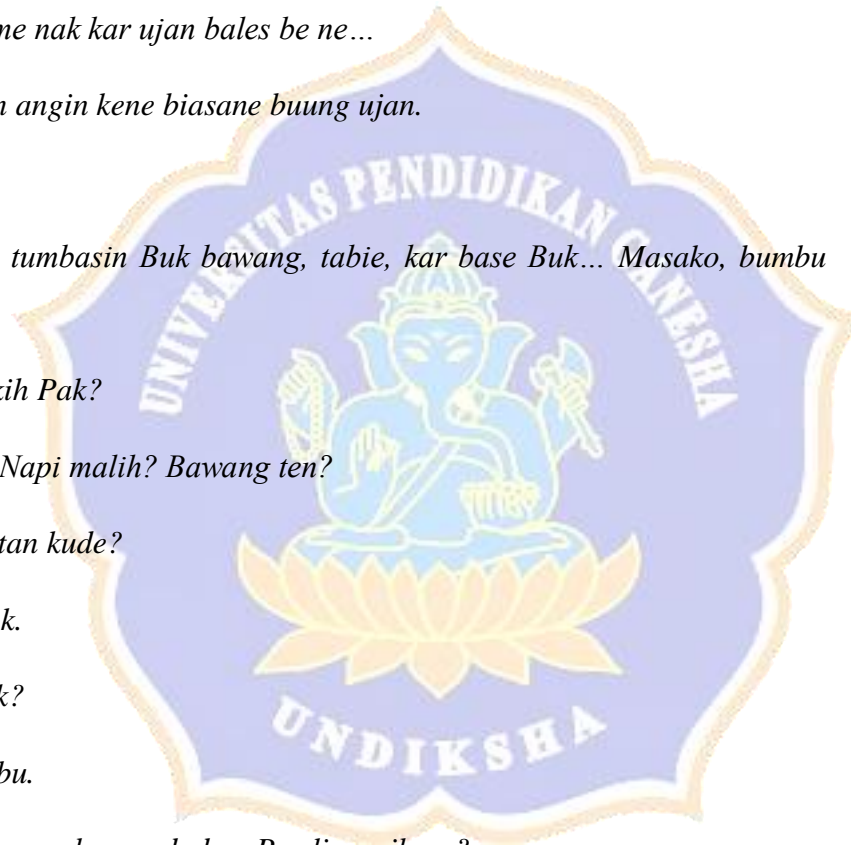 me nak kar ujan bales be ne…
angin kene biasane buung ujan.
UNIVERSITAS PENDIDIKAN GANESHA
tumbasin Buk bawang, tabie, kar base Buk… Masako, bumbu
kih Pak?
Napi malih? Bawang ten?
tan kude?
k.
k?
bu.
UNDIKSHA